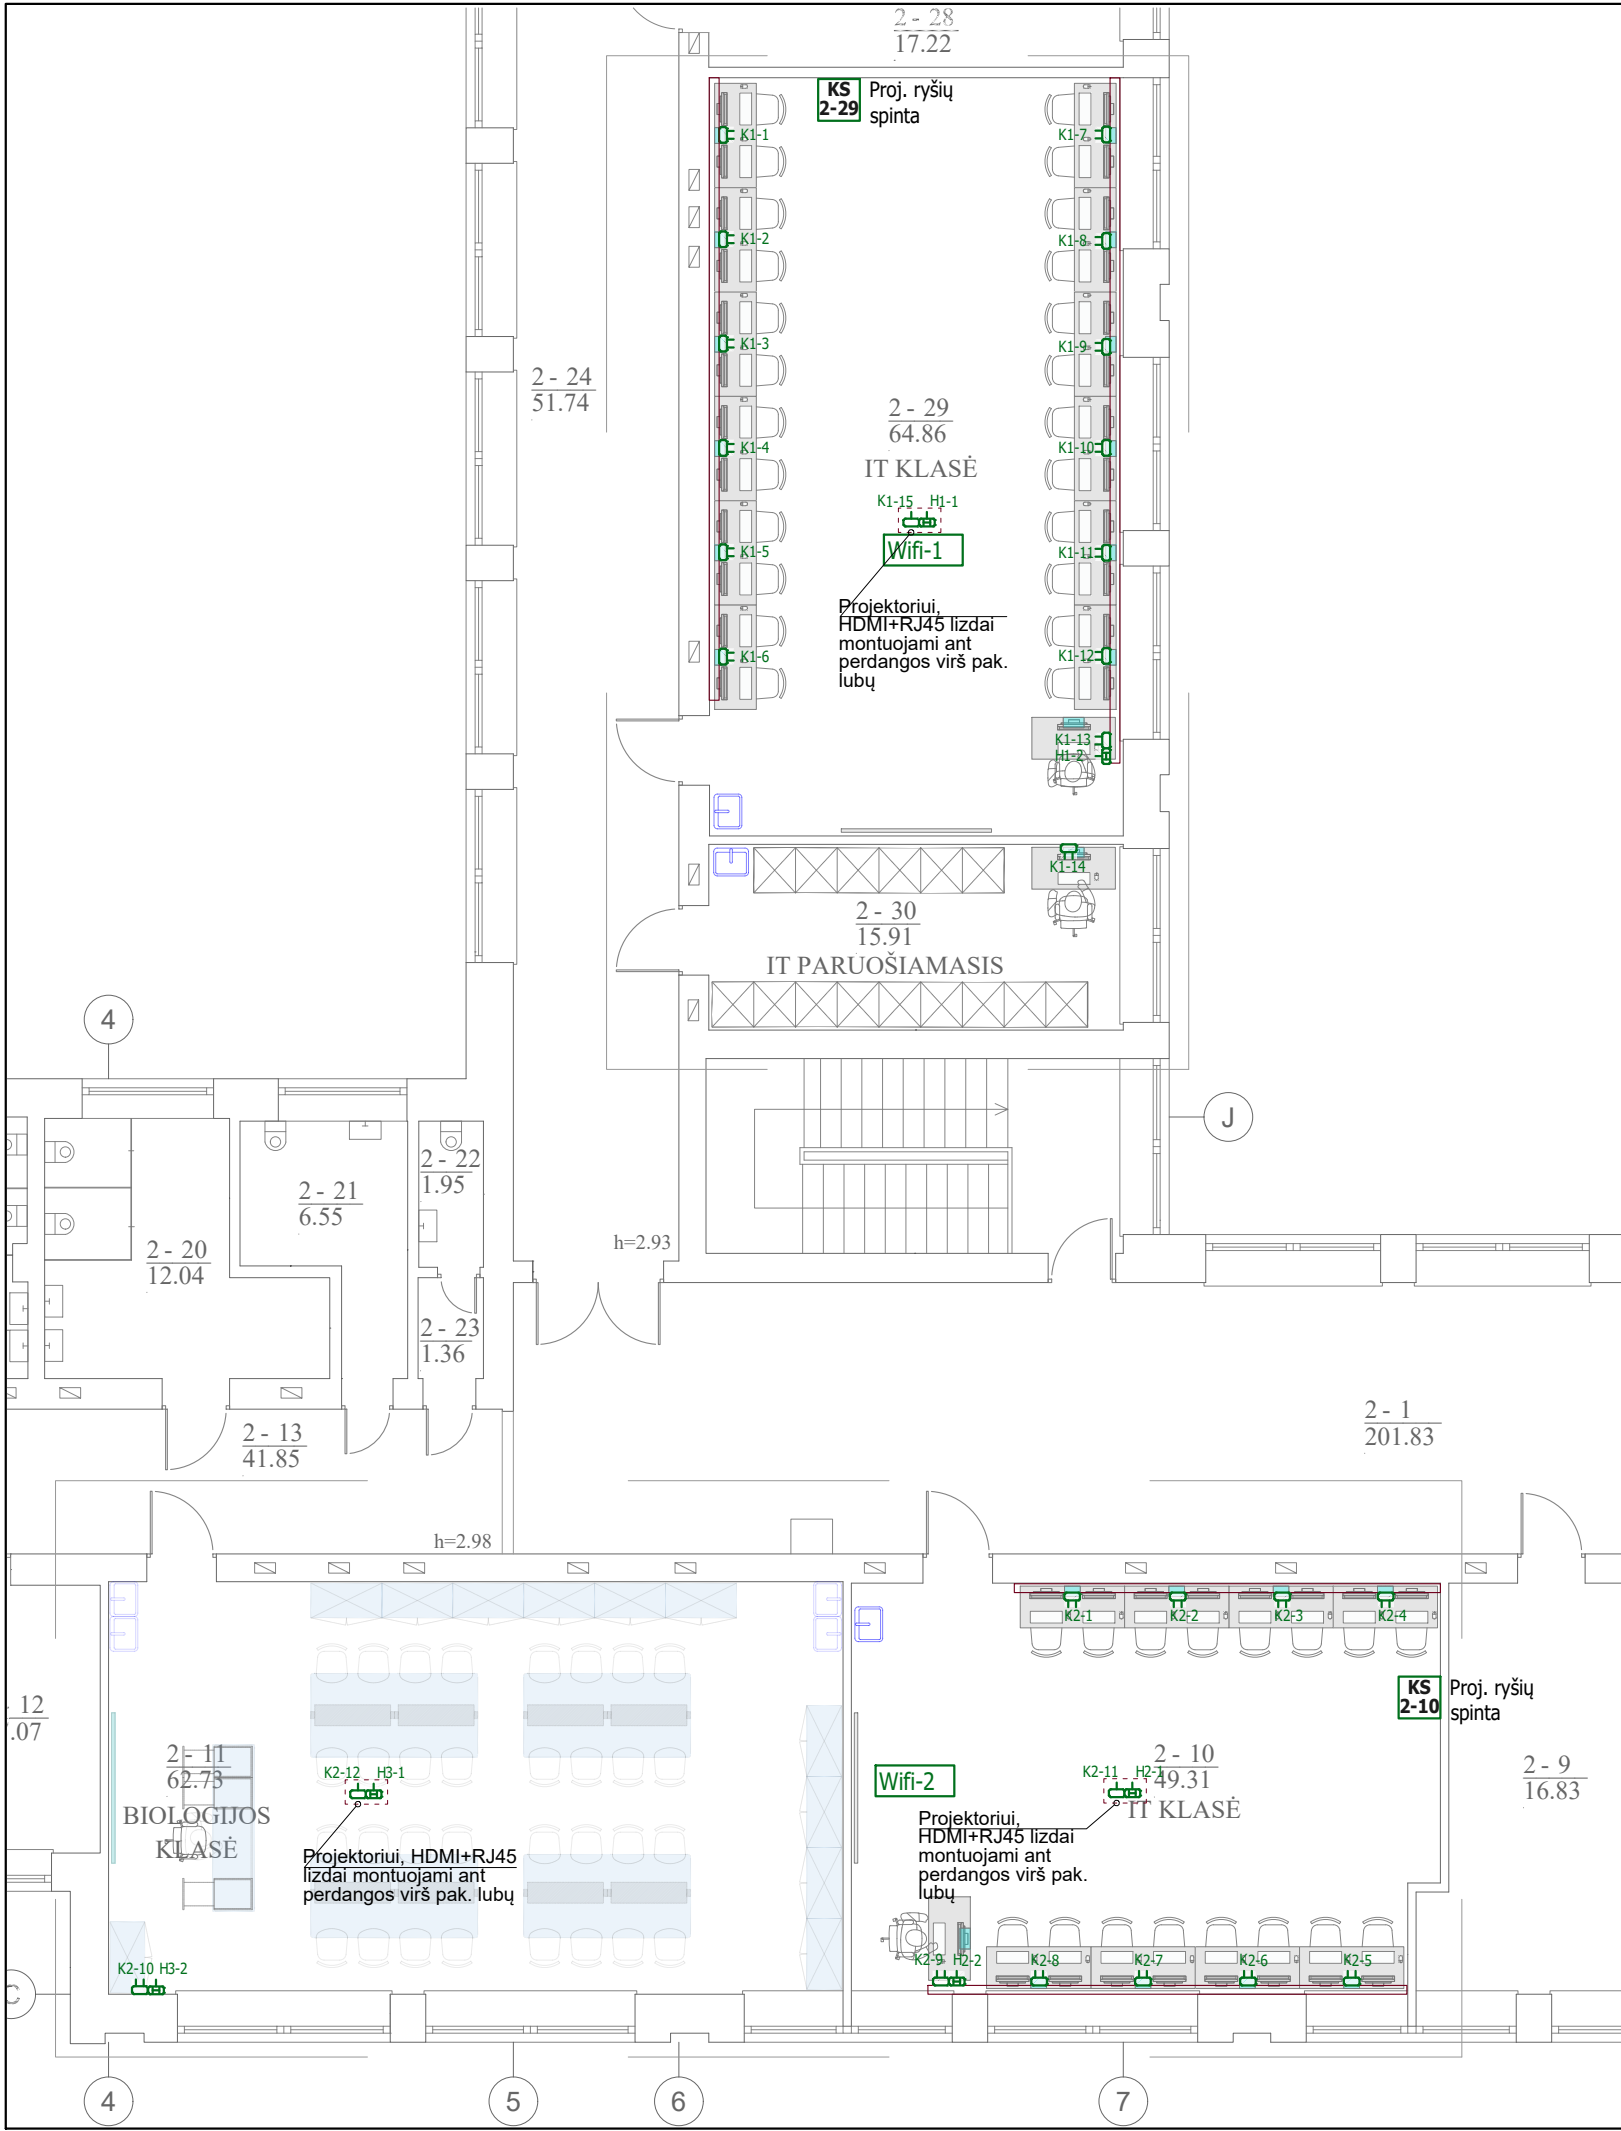 2 - 28
17.22
KS
2-29
Proj. ryšių
spinta
K1-1
K1-7
K1-2
K1-8
K1-3
K1-9
2 - 24
51.74
2 - 29
64.86
IT KLASĖ
K1-4
K1-10
K1-15
H1-1
Wifi-1
K1-5
K1-11
Projektoriui,
HDMI+RJ45 lizdai
montuojami ant
perdangos virš pak.
lubų
K1-6
K1-12
K1-13
H1-2
K1-14
2 - 30
15.91
IT PARUOŠIAMASIS
4
J
2 - 22
1.95
2 - 21
6.55
2 - 20
12.04
h=2.93
2 - 23
1.36
2 - 13
41.85
2 - 1
201.83
h=2.98
K2-1
K2-2
K2-3
K2-4
KS
2-10
Proj. ryšių
spinta
12
.07
2 - 11
62.73
BIOLOGIJOS
KLASĖ
K2-12
H3-1
Projektoriui, HDMI+RJ45
lizdai montuojami ant
perdangos virš pak. lubų
Wifi-2
K2-11
H2-1
2 - 10
49.31
IT KLASĖ
Projektoriui,
HDMI+RJ45 lizdai
montuojami ant
perdangos virš pak.
lubų
2 - 9
16.83
K2-10
H3-2
K2-9
H2-2
K2-8
K2-7
K2-6
K2-5
C
4
5
6
7